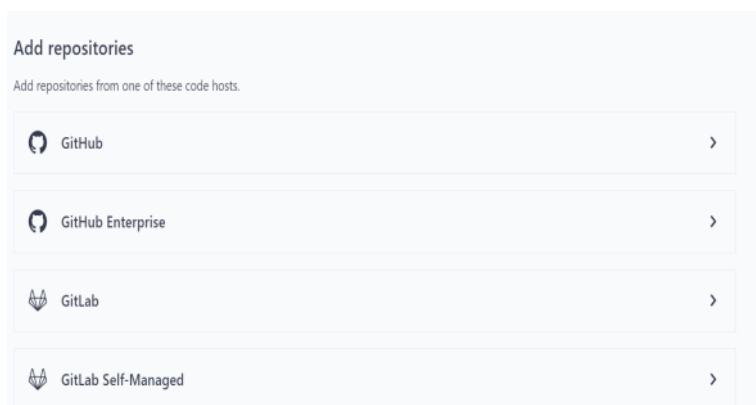 Add repositories
Add repositories from one of these code hosts.
GitHub
GitHub Enterprise
GitLab
GitLab Self-Managed